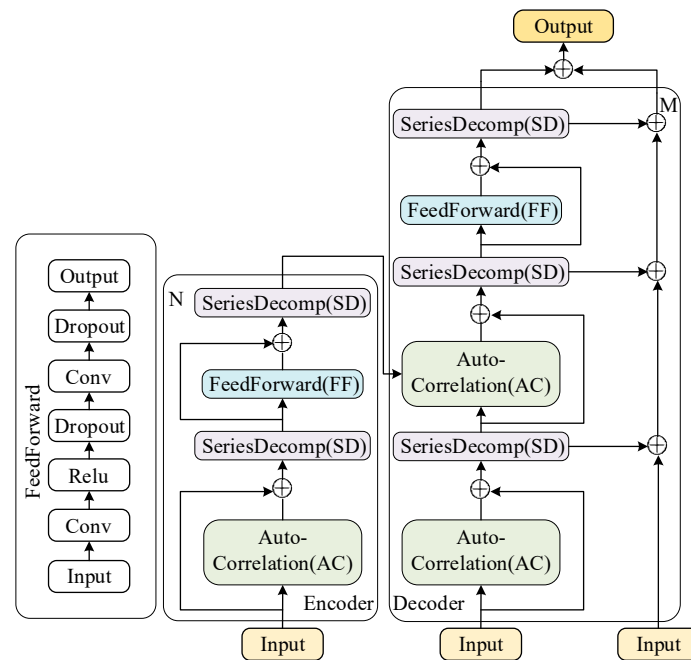 Output
M
SeriesDecomp(SD)
FeedForward(FF)
SeriesDecomp(SD)
Auto-
Correlation(AC)
SeriesDecomp(SD)
Auto-
Correlation(AC)
Decoder
Input
Input
N
SeriesDecomp(SD)
FeedForward(FF)
SeriesDecomp(SD)
Auto-
Correlation(AC)
Encoder
Input
FeedForward
Output
Dropout
Conv
Dropout
Relu
Conv
Input